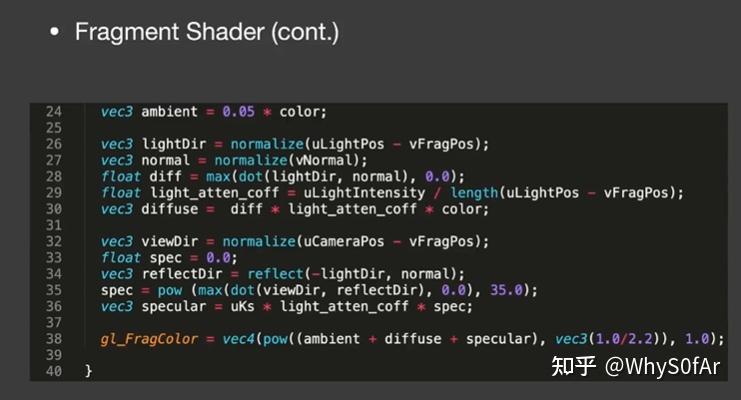 • Fragment Shader (cont.)
24 vec3 ambient = 0.05 * color;
25
26 vec3 lightDir = normalize(uLightPos - vFragPos);
27 vec3 normal = normalize(vNormal);
28 float diff = max(dot(lightDir, normal), 0.0);
29 float light_atten_coff = uLightIntensity / length(uLightPos - vFragPos);
30 vec3 diffuse =  diff * light_atten_coff * color;
31
32 vec3 viewDir = normalize(uCameraPos - vFragPos);
33 float spec = 0.0;
34 vec3 reflectDir = reflect(-lightDir, normal);
35 spec = pow (max(dot(viewDir, reflectDir), 0.0), 35.0);
36 vec3 specular = uKs * light_atten_coff * spec;
37
38 gl_FragColor = vec4(pow((ambient + diffuse + specular), vec3(1.0/2.2)), 1.0);
39
40 }
知乎 @WhyS0fAr